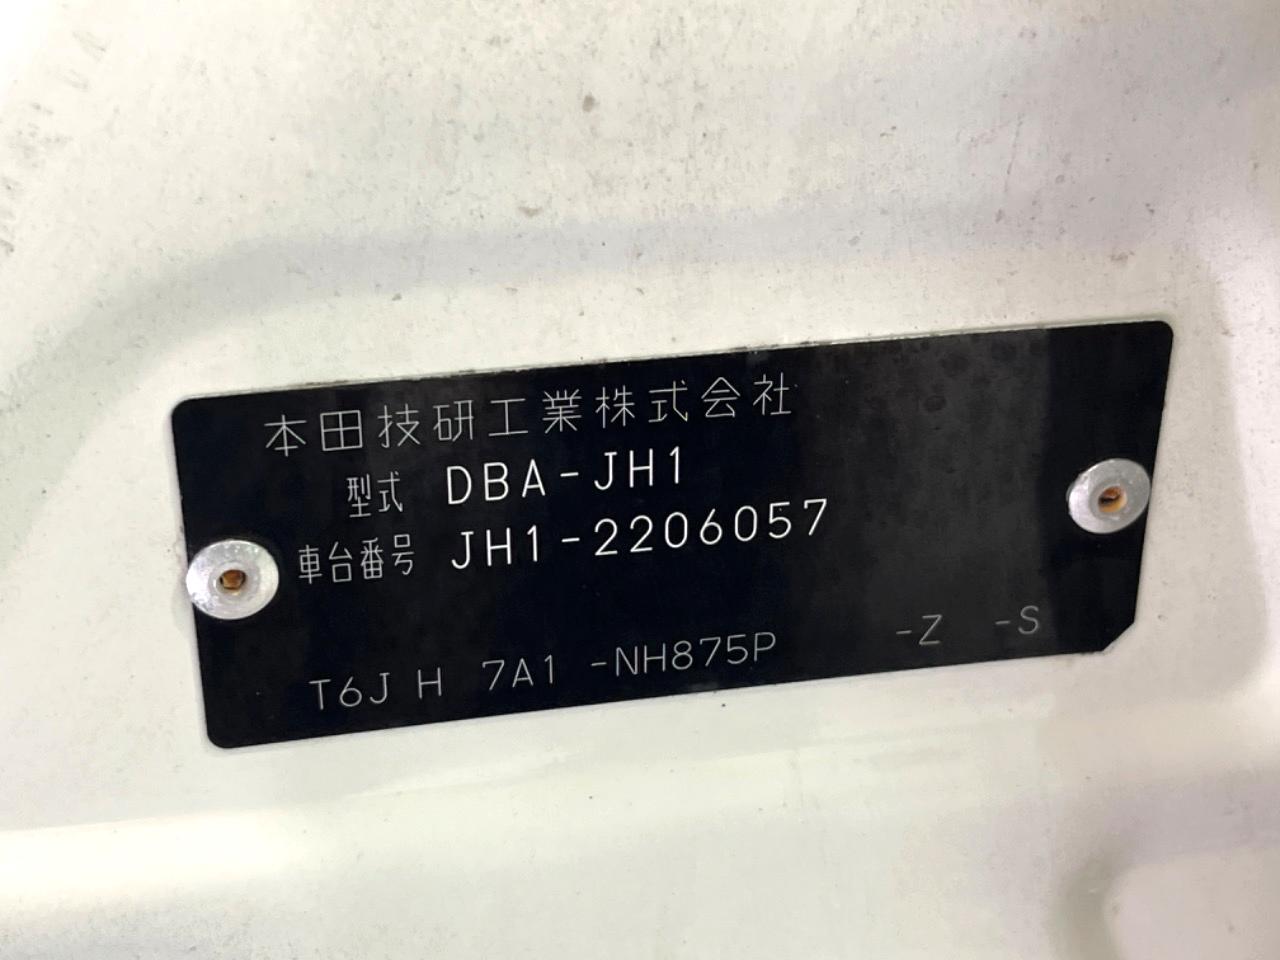 本田技研工業株式会社
型式 DBA-JH1
車台番号 JH1-2206057
T6J H 7A1 -NH875P -Z -S